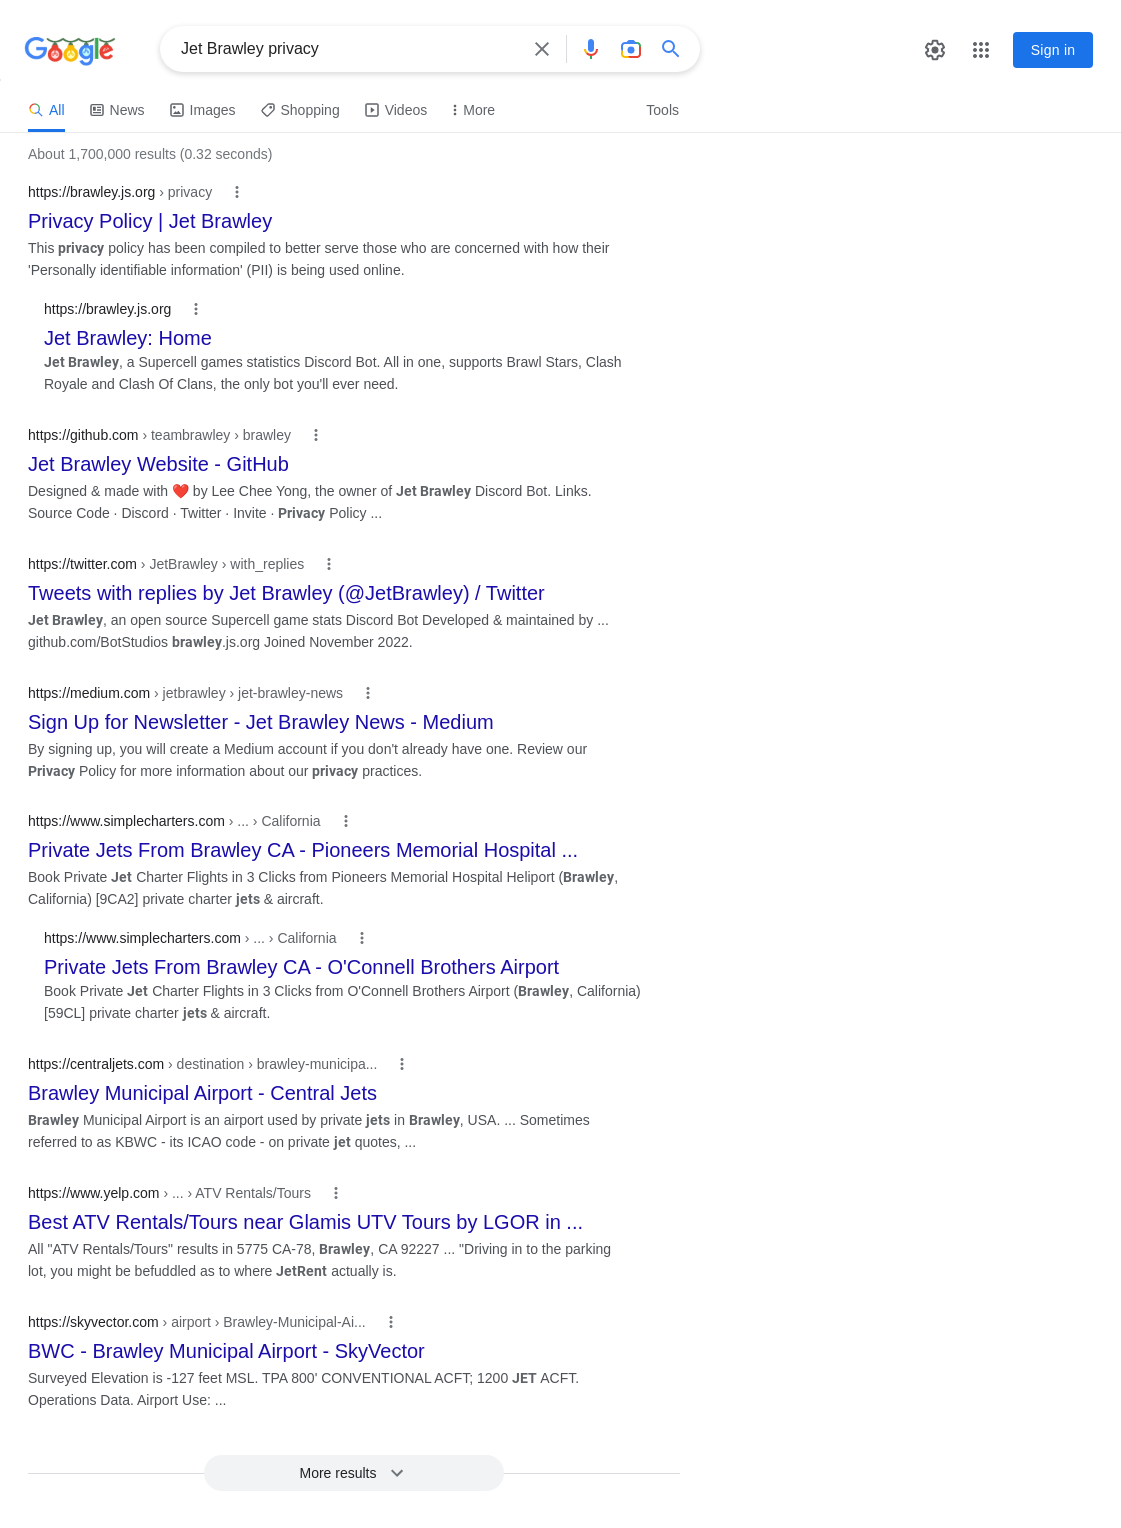 Google
Jet Brawley privacy
Sign in
All
News
Images
Shopping
Videos
More
Tools
About 1,700,000 results (0.32 seconds)
https://brawley.js.org › privacy
Privacy Policy | Jet Brawley
This privacy policy has been compiled to better serve those who are concerned with how their
'Personally identifiable information' (PII) is being used online.
https://brawley.js.org
Jet Brawley: Home
Jet Brawley, a Supercell games statistics Discord Bot. All in one, supports Brawl Stars, Clash
Royale and Clash Of Clans, the only bot you'll ever need.
https://github.com › teambrawley › brawley
Jet Brawley Website - GitHub
Designed & made with ❤️ by Lee Chee Yong, the owner of Jet Brawley Discord Bot. Links.
Source Code · Discord · Twitter · Invite · Privacy Policy ...
https://twitter.com › JetBrawley › with_replies
Tweets with replies by Jet Brawley (@JetBrawley) / Twitter
Jet Brawley, an open source Supercell game stats Discord Bot Developed & maintained by ...
github.com/BotStudios brawley.js.org Joined November 2022.
https://medium.com › jetbrawley › jet-brawley-news
Sign Up for Newsletter - Jet Brawley News - Medium
By signing up, you will create a Medium account if you don't already have one. Review our
Privacy Policy for more information about our privacy practices.
https://www.simplecharters.com › ... › California
Private Jets From Brawley CA - Pioneers Memorial Hospital ...
Book Private Jet Charter Flights in 3 Clicks from Pioneers Memorial Hospital Heliport (Brawley,
California) [9CA2] private charter jets & aircraft.
https://www.simplecharters.com › ... › California
Private Jets From Brawley CA - O'Connell Brothers Airport
Book Private Jet Charter Flights in 3 Clicks from O'Connell Brothers Airport (Brawley, California)
[59CL] private charter jets & aircraft.
https://centraljets.com › destination › brawley-municipa...
Brawley Municipal Airport - Central Jets
Brawley Municipal Airport is an airport used by private jets in Brawley, USA. ... Sometimes
referred to as KBWC - its ICAO code - on private jet quotes, ...
https://www.yelp.com › ... › ATV Rentals/Tours
Best ATV Rentals/Tours near Glamis UTV Tours by LGOR in ...
All "ATV Rentals/Tours" results in 5775 CA-78, Brawley, CA 92227 ... "Driving in to the parking
lot, you might be befuddled as to where JetRent actually is.
https://skyvector.com › airport › Brawley-Municipal-Ai...
BWC - Brawley Municipal Airport - SkyVector
Surveyed Elevation is -127 feet MSL. TPA 800' CONVENTIONAL ACFT; 1200 JET ACFT.
Operations Data. Airport Use: ...
More results